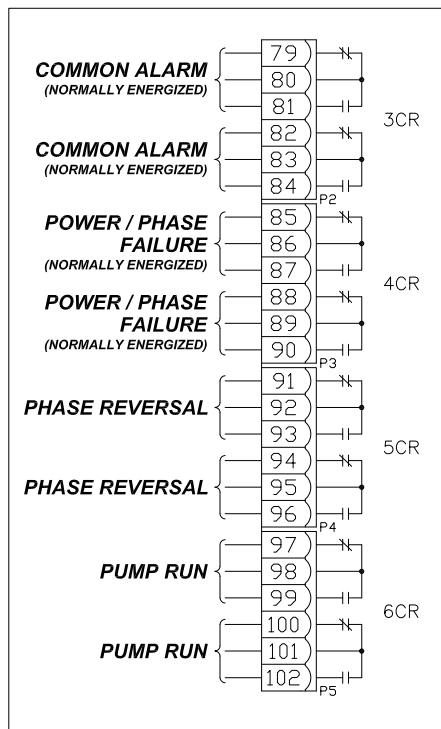 79
COMMON ALARM
80
(NORMALLY ENERGIZED)
81
3CR
82
COMMON ALARM
83
(NORMALLY ENERGIZED)
84
P2
85
POWER / PHASE
FAILURE
86
(NORMALLY ENERGIZED)
87
4CR
88
POWER / PHASE
FAILURE
89
(NORMALLY ENERGIZED)
90
P3
91
PHASE REVERSAL
92
93
5CR
94
PHASE REVERSAL
95
96
P4
97
PUMP RUN
98
99
6CR
100
PUMP RUN
101
102
P5